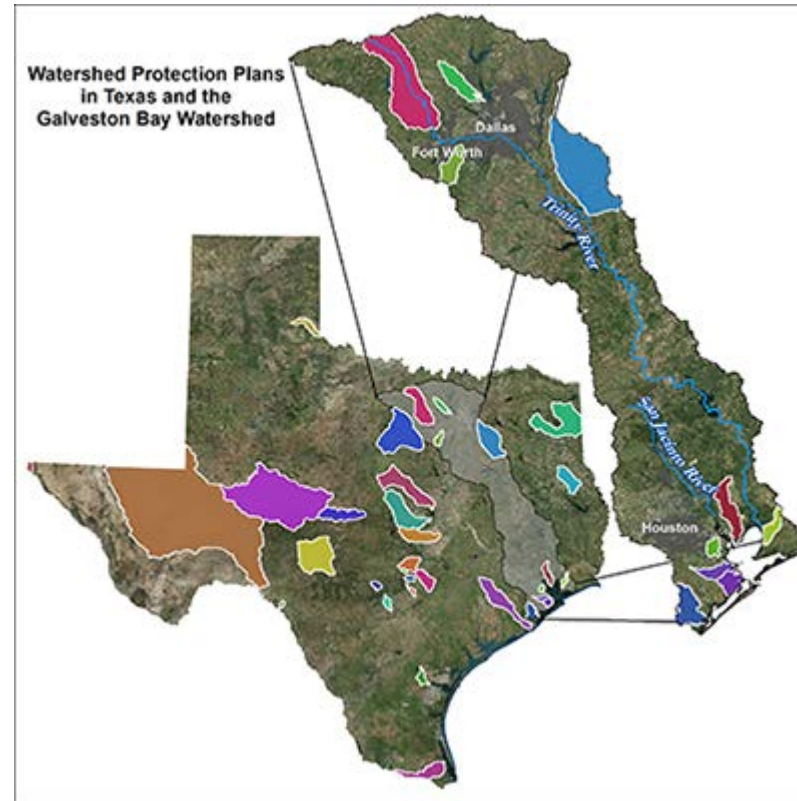 Watershed Protection Plans
in Texas and the
Galveston Bay Watershed
Dallas
Fort Worth
Trinity River
San Jacinto River
Houston